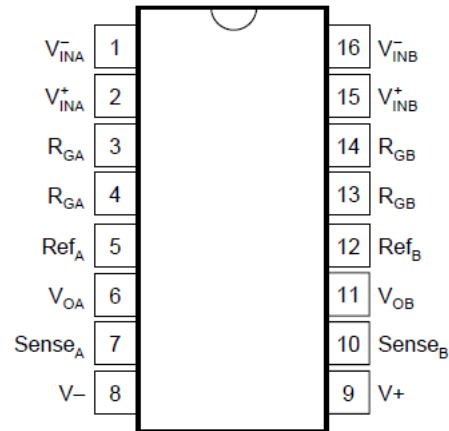 V⁻INA 1 16 V⁻INB
V⁺INA 2 15 V⁺INB
RGA 3 14 RGB
RGA 4 13 RGB
RefA 5 12 RefB
VOA 6 11 VOB
SenseA 7 10 SenseB
V– 8 9 V+